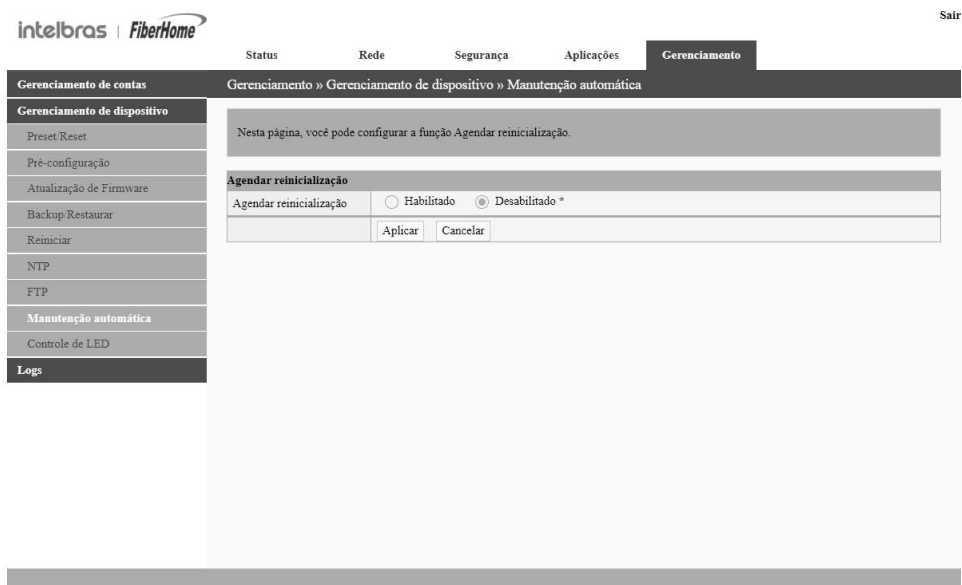 intelbras | FiberHome
Sair
Status Rede Segurança Aplicações Gerenciamento
Gerenciamento de contas
Gerenciamento de dispositivo
Preset/Reset
Pré-configuração
Atualização de Firmware
Backup/Restaurar
Reiniciar
NTP
FTP
Manutenção automática
Controle de LED
Logs
Gerenciamento » Gerenciamento de dispositivo » Manutenção automática
Nesta página, você pode configurar a função Agendar reinicialização.
Agendar reinicialização
Agendar reinicialização Habilitado Desabilitado *
Aplicar Cancelar